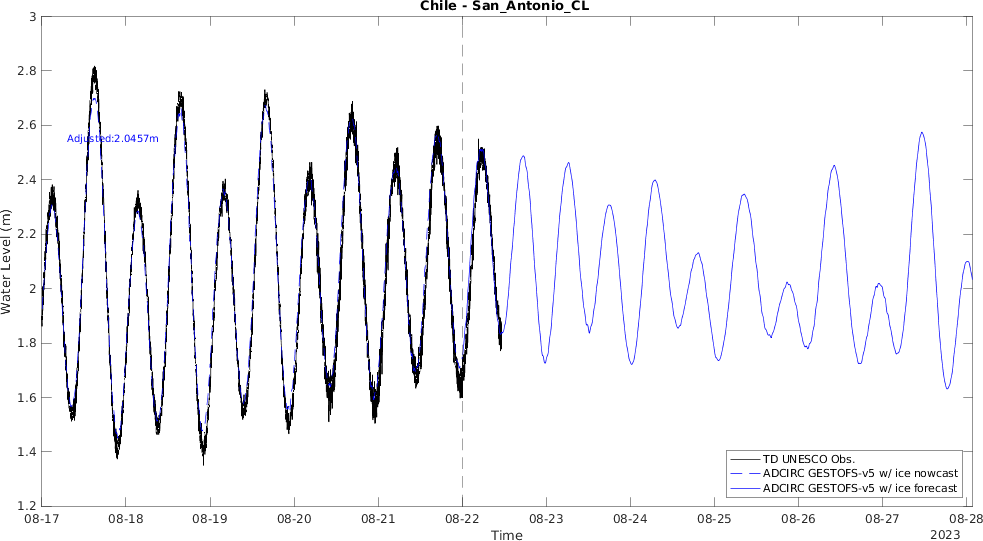 Chile - San_Antonio_CL
3
2.8
2.6
2.4
2.2
2
1.8
1.6
1.4
1.2
Water Level (m)
Adjusted:2.0457m
TD UNESCO Obs.
ADCIRC GESTOFS-v5 w/ ice nowcast
ADCIRC GESTOFS-v5 w/ ice forecast
08-17 08-18 08-19 08-20 08-21 08-22 08-23 08-24 08-25 08-26 08-27 08-28
Time
2023